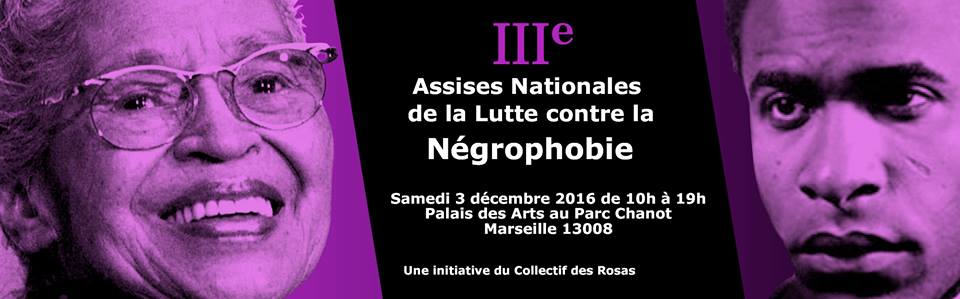 IIIe
Assises Nationales
de la Lutte contre la
Négrophobie
Samedi 3 décembre 2016 de 10h à 19h
Palais des Arts au Parc Chanot
Marseille 13008
Une initiative du Collectif des Rosas